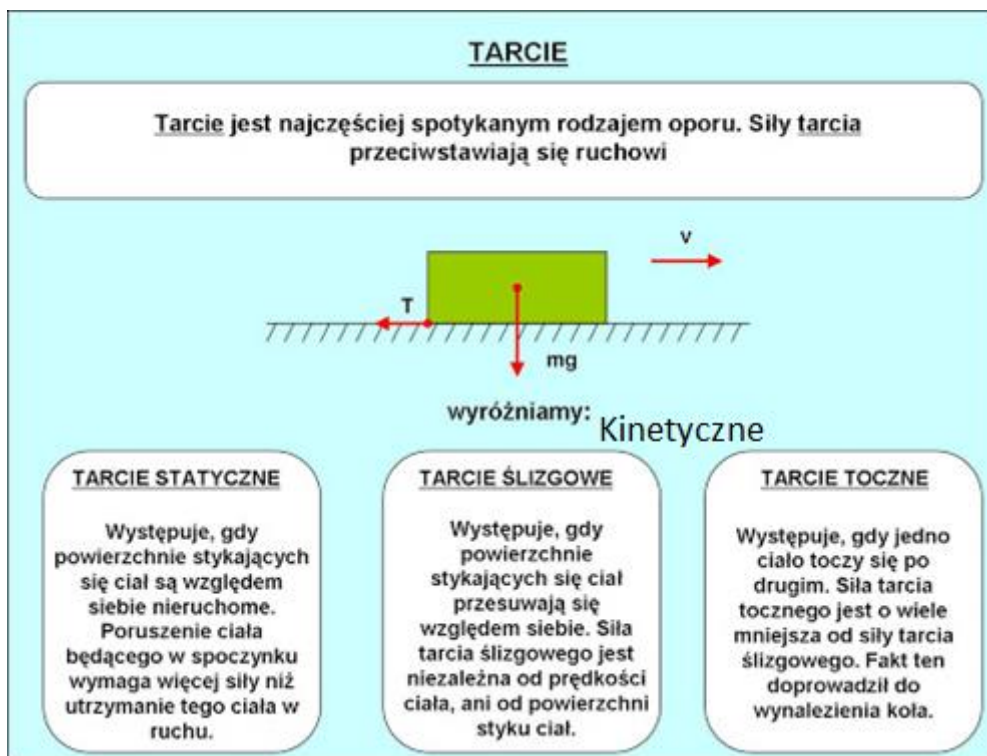 TARCIE
Tarcie jest najczęściej spotykanym rodzajem oporu. Siły tarcia
przeciwstawiają się ruchowi
v
T
mg
wyróżniamy:
Kinetyczne
TARCIE STATYCZNE
Występuje, gdy
powierzchnie stykających
się ciał są względem
siebie nieruchome.
Poruszenie ciała
będącego w spoczynku
wymaga więcej siły niż
utrzymanie tego ciała w
ruchu.
TARCIE ŚLIZGOWE
Występuje, gdy
powierzchnie
stykających się ciał
przesuwają się
względem siebie. Siła
tarcia ślizgowego jest
niezależna od prędkości
ciała, ani od powierzchni
styku ciał.
TARCIE TOCZNE
Występuje, gdy jedno
ciało toczy się po
drugim. Siła tarcia
tocznego jest o wiele
mniejsza od siły tarcia
ślizgowego. Fakt ten
doprowadził do
wynalezienia koła.